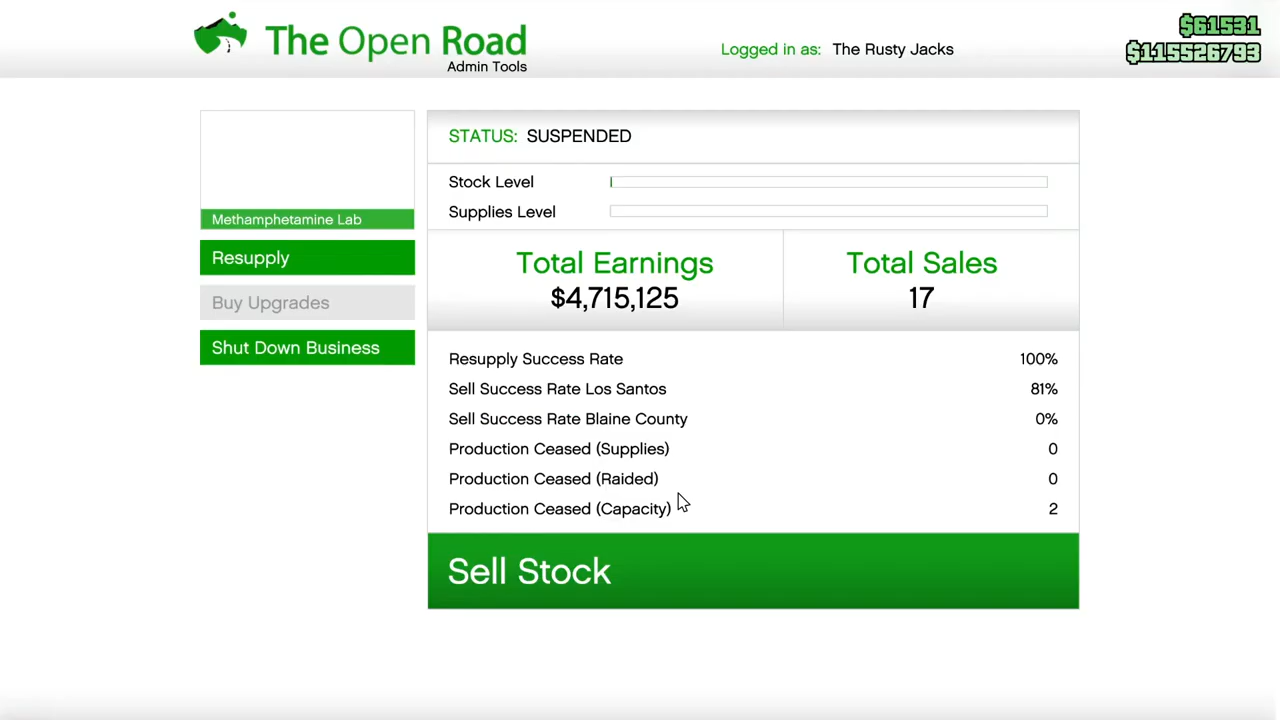 The Open Road
Admin Tools
Logged in as: The Rusty Jacks
$61531
$115526793
Methamphetamine Lab
Resupply
Buy Upgrades
Shut Down Business
STATUS: SUSPENDED
Stock Level
Supplies Level
Total Earnings
$4,715,125
Total Sales
17
Resupply Success Rate 100%
Sell Success Rate Los Santos 81%
Sell Success Rate Blaine County 0%
Production Ceased (Supplies) 0
Production Ceased (Raided) 0
Production Ceased (Capacity) 2
Sell Stock